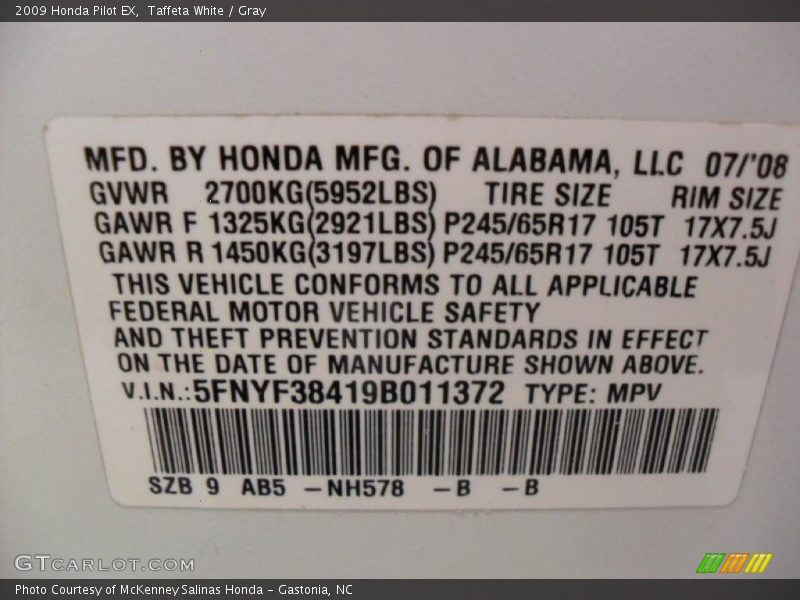 2009 Honda Pilot EX,  Taffeta White / Gray
MFD. BY HONDA MFG. OF ALABAMA, LLC  07/'08
GVWR  2700KG(5952LBS)  TIRE SIZE  RIM SIZE
GAWR F 1325KG(2921LBS) P245/65R17 105T  17X7.5J
GAWR R 1450KG(3197LBS) P245/65R17 105T  17X7.5J
THIS VEHICLE CONFORMS TO ALL APPLICABLE
FEDERAL MOTOR VEHICLE SAFETY
AND THEFT PREVENTION STANDARDS IN EFFECT
ON THE DATE OF MANUFACTURE SHOWN ABOVE.
V.I.N.:5FNYF38419B011372  TYPE: MPV
SZB 9  AB5  –NH578  –B  –B
GTCARLOT.COM
Photo Courtesy of McKenney Salinas Honda - Gastonia, NC